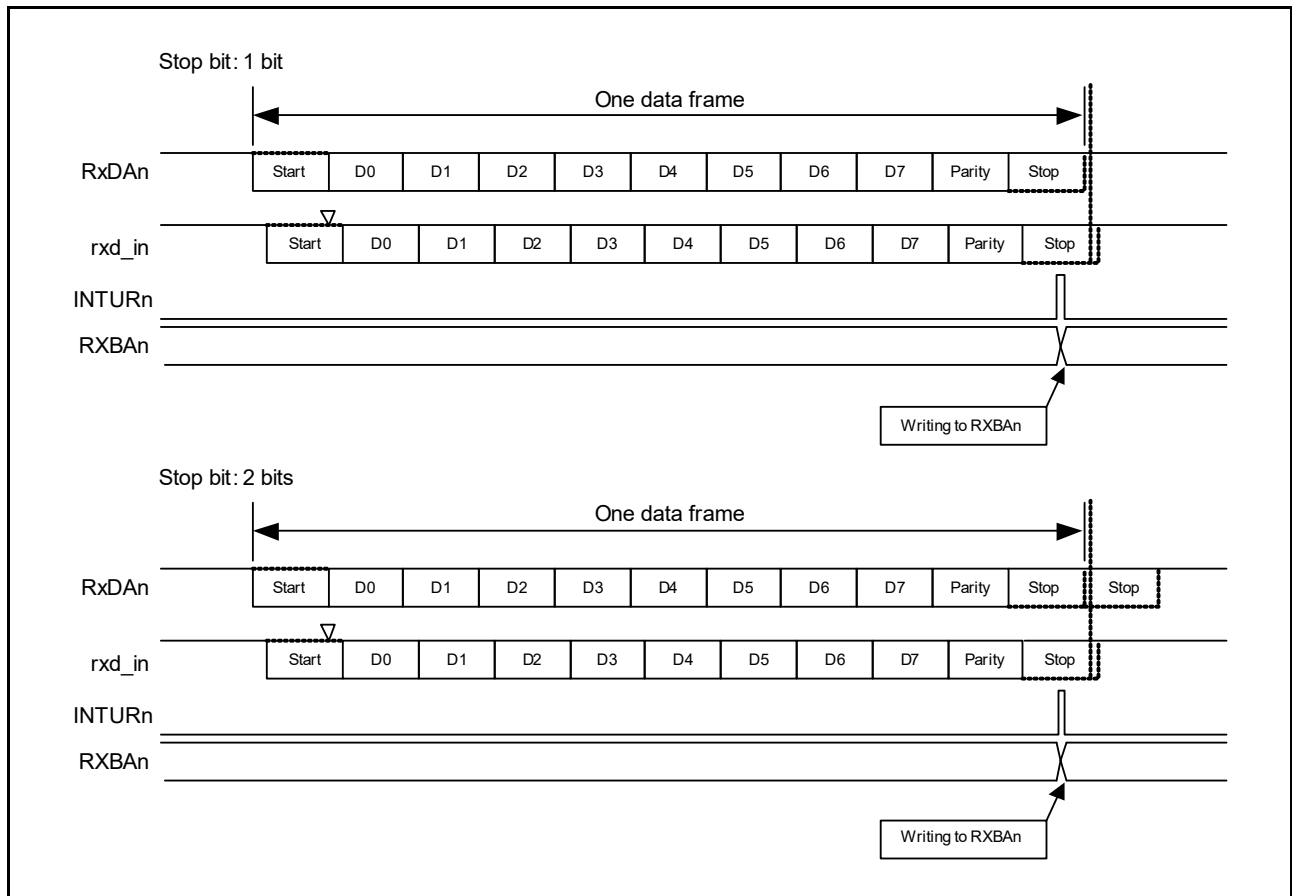 Stop bit: 1 bit
One data frame
RxDAn Start D0 D1 D2 D3 D4 D5 D6 D7 Parity Stop
rxd_in Start D0 D1 D2 D3 D4 D5 D6 D7 Parity Stop
INTURn
RXBAn
Writing to RXBAn
Stop bit: 2 bits
One data frame
RxDAn Start D0 D1 D2 D3 D4 D5 D6 D7 Parity Stop Stop
rxd_in Start D0 D1 D2 D3 D4 D5 D6 D7 Parity Stop
INTURn
RXBAn
Writing to RXBAn